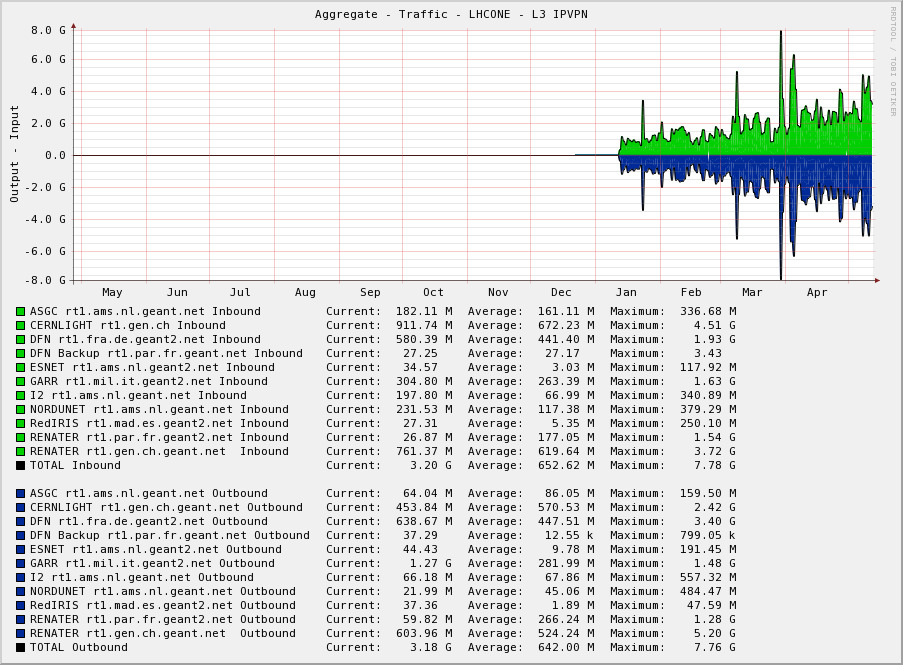 Aggregate - Traffic - LHCONE - L3 IPVPN
RRDTOOL / TOBI OETIKER
Output - Input
8.0 G
6.0 G
4.0 G
2.0 G
0.0
-2.0 G
-4.0 G
-6.0 G
-8.0 G
May Jun Jul Aug Sep Oct Nov Dec Jan Feb Mar Apr
ASGC rt1.ams.nl.geant.net Inbound Current: 182.11 M Average: 161.11 M Maximum: 336.68 M
CERNLIGHT rt1.gen.ch Inbound Current: 911.74 M Average: 672.23 M Maximum: 4.51 G
DFN rt1.fra.de.geant2.net Inbound Current: 580.39 M Average: 441.40 M Maximum: 1.93 G
DFN Backup rt1.par.fr.geant.net Inbound Current: 27.25 Average: 27.17 Maximum: 3.43
ESNET rt1.ams.nl.geant2.net Inbound Current: 34.57 Average: 3.03 M Maximum: 117.92 M
GARR rt1.mil.it.geant2.net Inbound Current: 304.80 M Average: 263.39 M Maximum: 1.63 G
I2 rt1.ams.nl.geant.net Inbound Current: 197.80 M Average: 66.99 M Maximum: 340.89 M
NORDUNET rt1.ams.nl.geant.net Inbound Current: 231.53 M Average: 117.38 M Maximum: 379.29 M
RedIRIS rt1.mad.es.geant2.net Inbound Current: 27.31 Average: 5.35 M Maximum: 250.10 M
RENATER rt1.par.fr.geant2.net Inbound Current: 26.87 M Average: 177.05 M Maximum: 1.54 G
RENATER rt1.gen.ch.geant.net Inbound Current: 761.37 M Average: 619.64 M Maximum: 3.72 G
TOTAL Inbound Current: 3.20 G Average: 652.62 M Maximum: 7.78 G
ASGC rt1.ams.nl.geant.net Outbound Current: 64.04 M Average: 86.05 M Maximum: 159.50 M
CERNLIGHT rt1.gen.ch.geant.net Outbound Current: 453.84 M Average: 570.53 M Maximum: 2.42 G
DFN rt1.fra.de.geant2.net Outbound Current: 638.67 M Average: 447.51 M Maximum: 3.40 G
DFN Backup rt1.par.fr.geant.net Outbound Current: 37.29 Average: 12.55 k Maximum: 799.05 k
ESNET rt1.ams.nl.geant2.net Outbound Current: 44.43 Average: 9.78 M Maximum: 191.45 M
GARR rt1.mil.it.geant2.net Outbound Current: 1.27 G Average: 281.99 M Maximum: 1.48 G
I2 rt1.ams.nl.geant2.net Outbound Current: 66.18 M Average: 67.86 M Maximum: 557.32 M
NORDUNET rt1.ams.nl.geant.net Outbound Current: 21.99 M Average: 45.06 M Maximum: 484.47 M
RedIRIS rt1.mad.es.geant2.net Outbound Current: 37.36 Average: 1.89 M Maximum: 47.59 M
RENATER rt1.par.fr.geant2.net Outbound Current: 59.82 M Average: 266.24 M Maximum: 1.28 G
RENATER rt1.gen.ch.geant.net Outbound Current: 603.96 M Average: 524.24 M Maximum: 5.20 G
TOTAL Outbound Current: 3.18 G Average: 642.00 M Maximum: 7.76 G